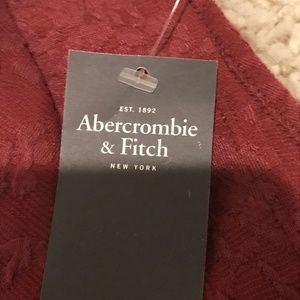 EST. 1892
Abercrombie
& Fitch
NEW YORK